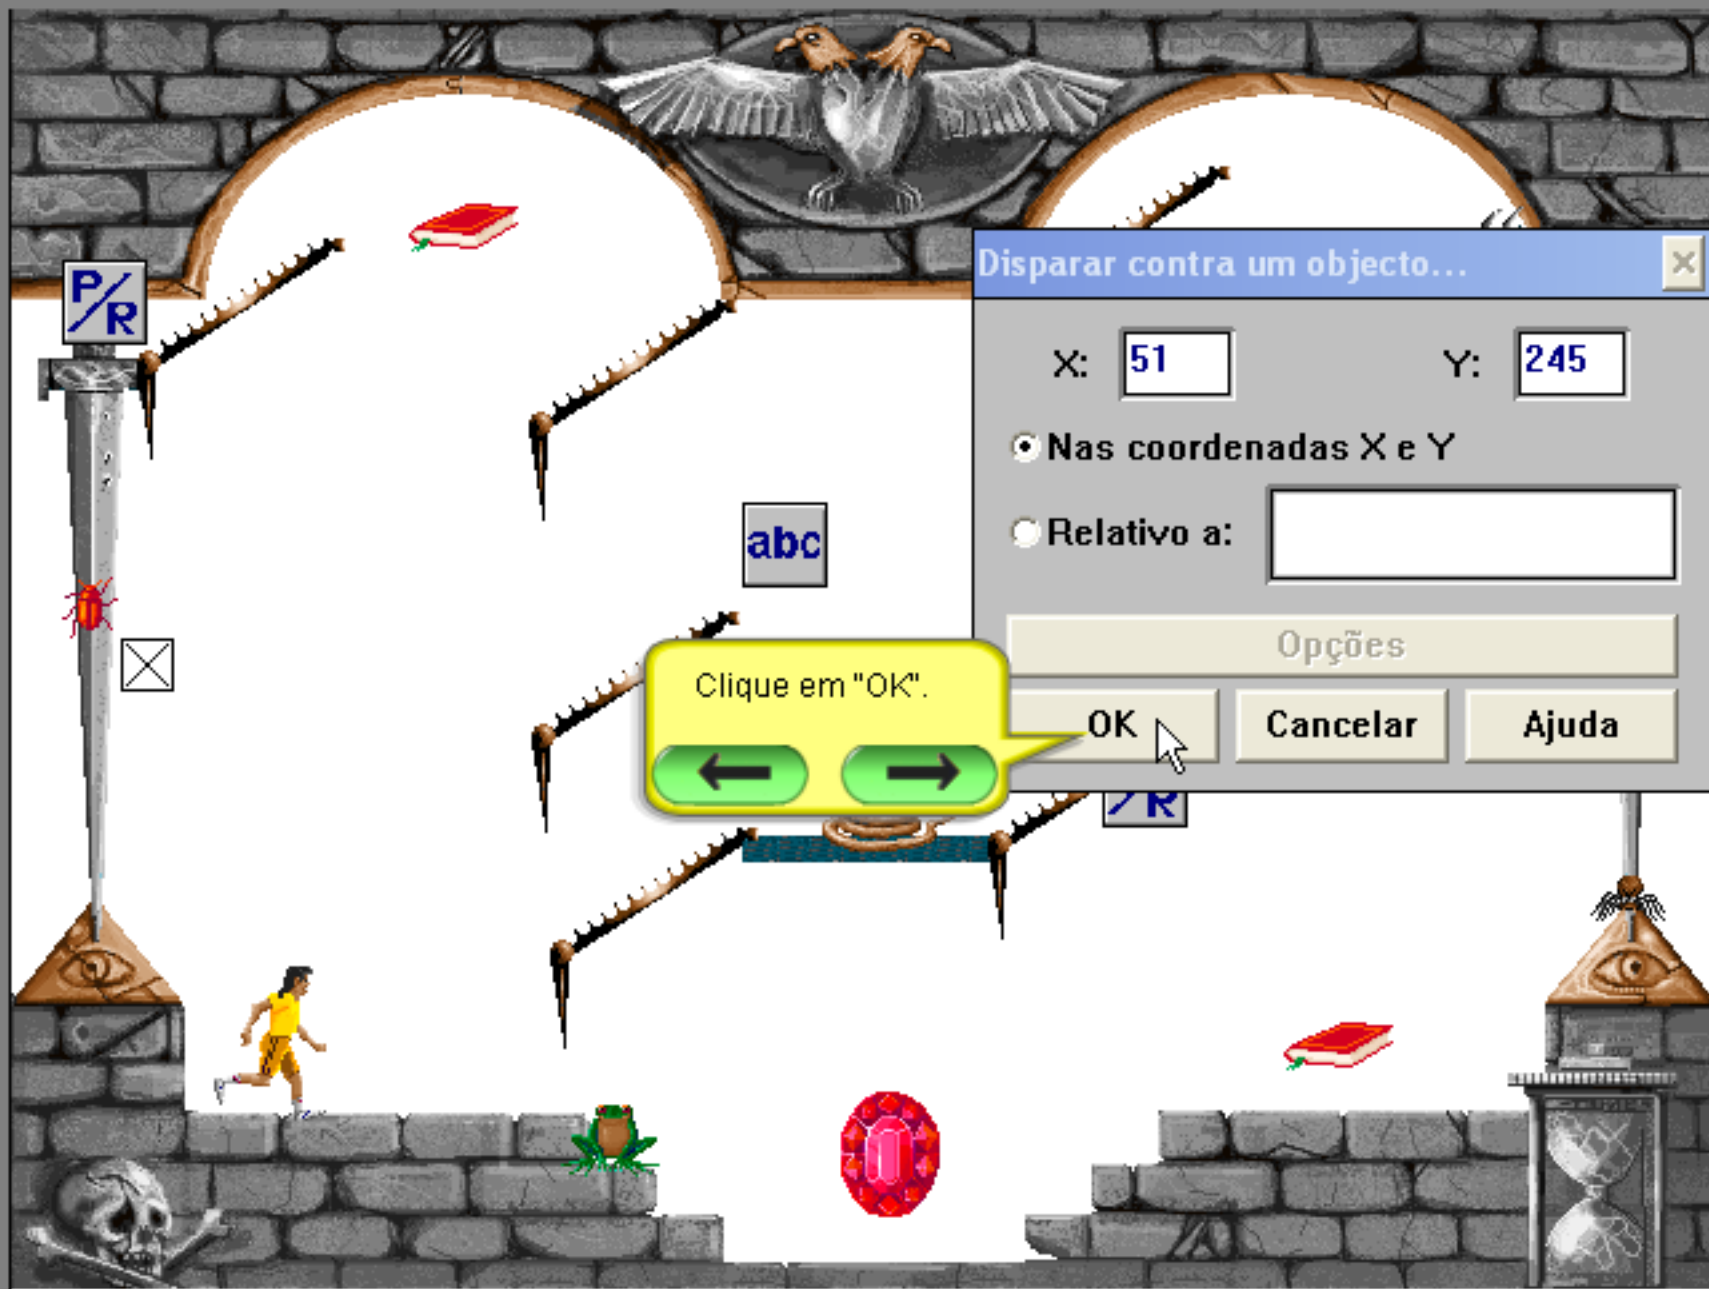 P/R
Disparar contra um objecto...
X: 51 Y: 245
Nas coordenadas X e Y
Relativo a:
abc
Opções
Clique em "OK".
OK Cancelar Ajuda
/R